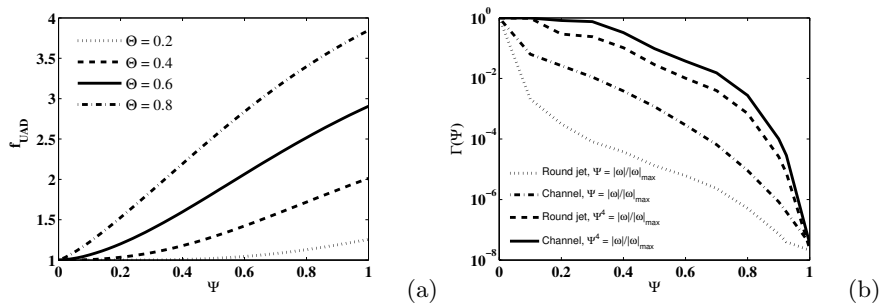 4
3.5
3
2.5
2
1.5
1
f_UAD
Θ = 0.2
Θ = 0.4
Θ = 0.6
Θ = 0.8
0 0.2 0.4 0.6 0.8 1
Ψ
(a)
10^0
10^−2
10^−4
10^−6
10^−8
Γ(Ψ)
Round jet, Ψ = |ω|/|ω|_max
Channel, Ψ = |ω|/|ω|_max
Round jet, Ψ^4 = |ω|/|ω|_max
Channel, Ψ^4 = |ω|/|ω|_max
0 0.2 0.4 0.6 0.8 1
Ψ
(b)